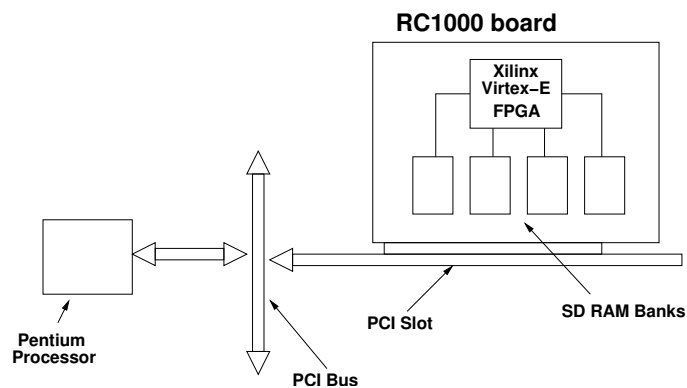 RC1000 board
Xilinx
Virtex−E
FPGA
SD RAM Banks
PCI Slot
Pentium
Processor
PCI Bus